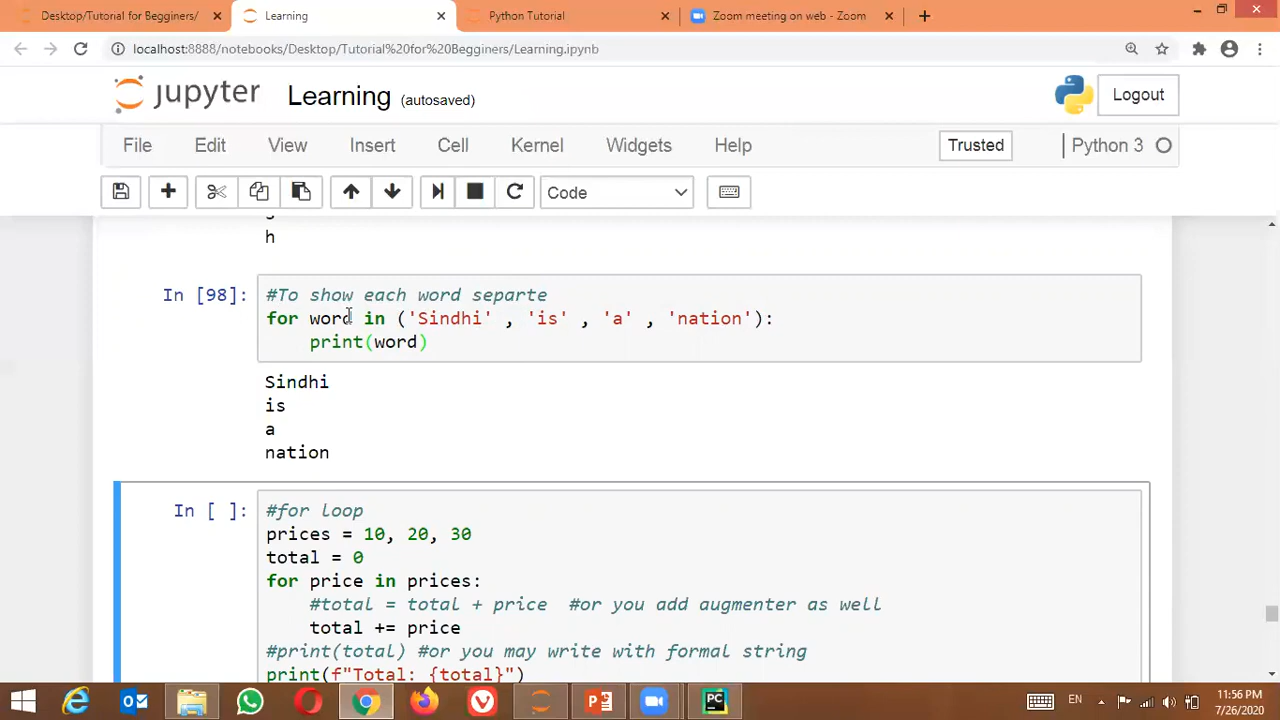 Desktop/Tutorial for Begginers/
Learning
Python Tutorial
Zoom meeting on web - Zoom
localhost:8888/notebooks/Desktop/Tutorial%20for%20Begginers/Learning.ipynb
jupyter Learning (autosaved)
Logout
File Edit View Insert Cell Kernel Widgets Help
Trusted
Python 3
Code
h
In [98]:
#To show each word separte
for word in ('Sindhi' , 'is' , 'a' , 'nation'):
print(word)
Sindhi
is
a
nation
In [ ]:
#for loop
prices = 10, 20, 30
total = 0
for price in prices:
#total = total + price #or you add augmenter as well
total += price
#print(total) #or you may write with formal string
print(f"Total: {total}")
EN
11:56 PM
7/26/2020